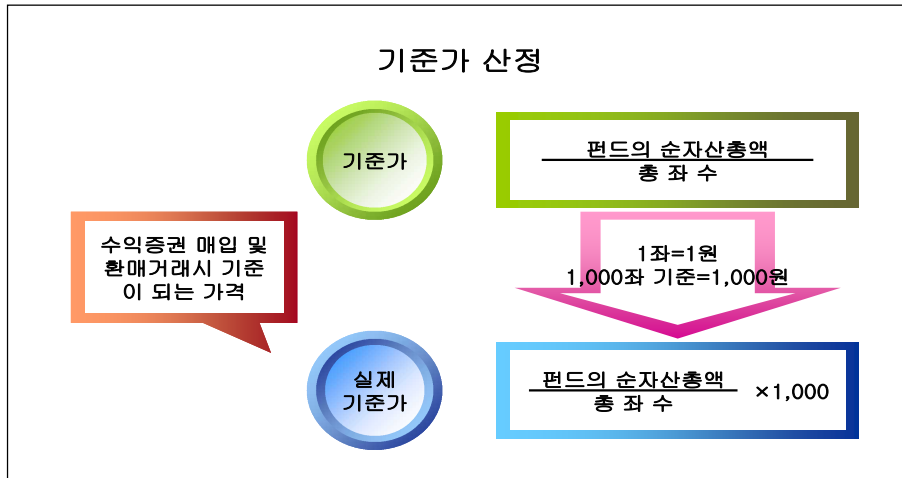 기준가 산정
기준가
펀드의 순자산총액
총 좌 수
수익증권 매입 및
환매거래시 기준
이 되는 가격
1좌=1원
1,000좌 기준=1,000원
실제
기준가
펀드의 순자산총액
총 좌 수
×1,000